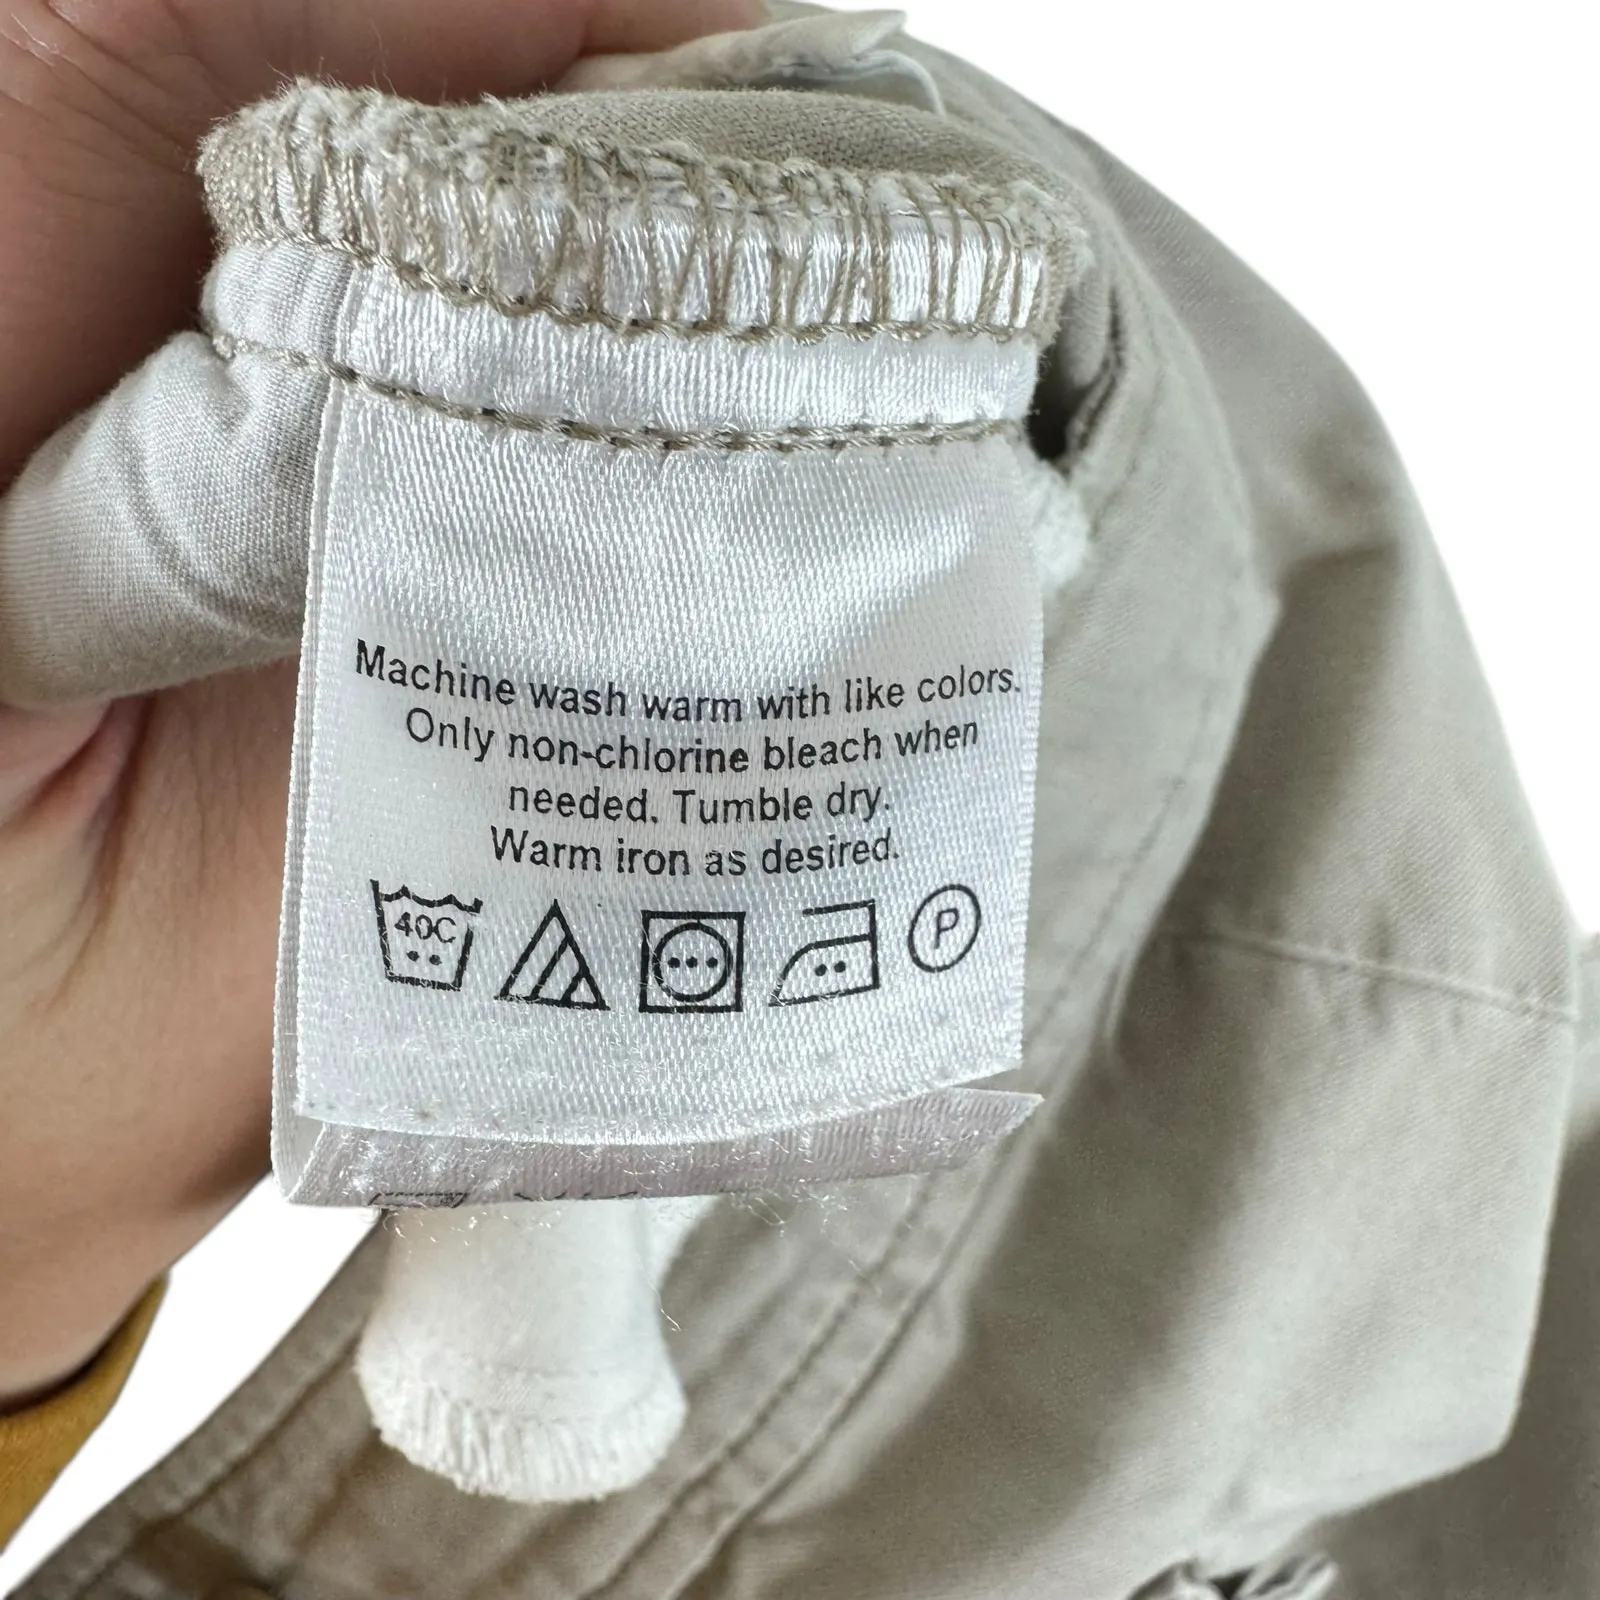 Machine wash warm with like colors.
Only non-chlorine bleach when
needed. Tumble dry.
Warm iron as desired.
40C
P